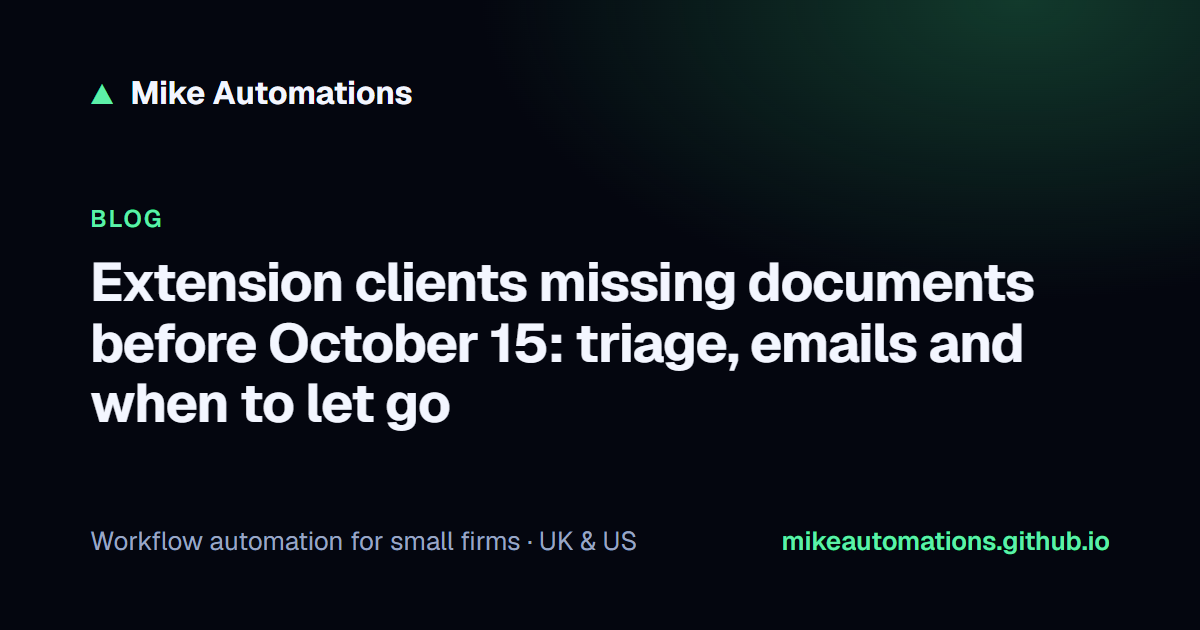 Mike Automations
BLOG
Extension clients missing documents
before October 15: triage, emails and
when to let go
Workflow automation for small firms · UK & US
mikeautomations.github.io